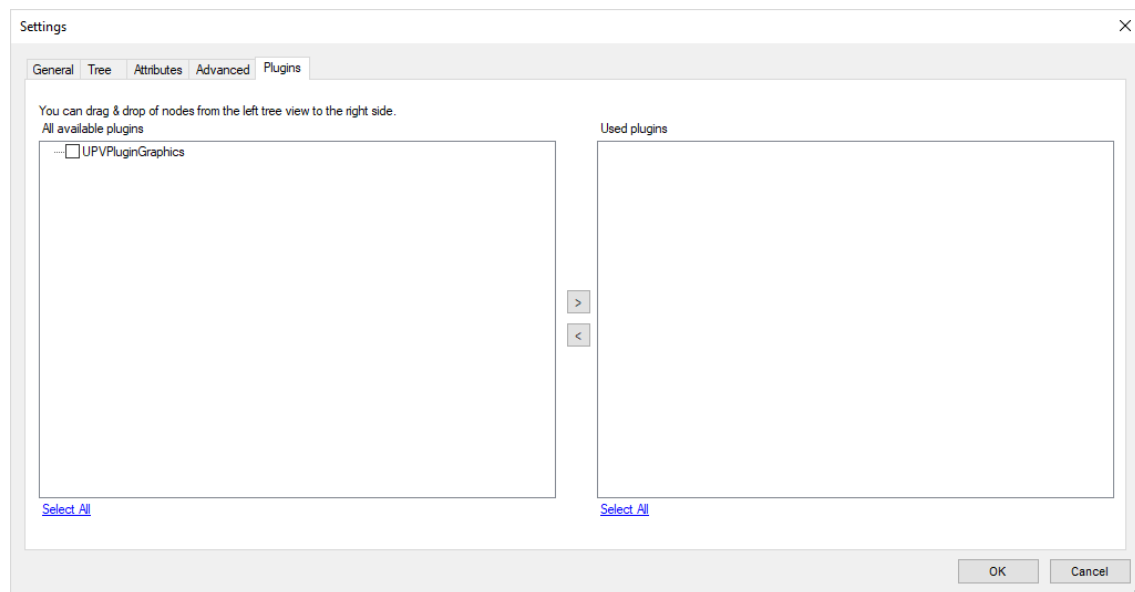 Settings
General Tree Attributes Advanced Plugins
You can drag & drop of nodes from the left tree view to the right side.
All available plugins
Used plugins
UPVPluginGraphics
>
<
Select All
Select All
OK
Cancel